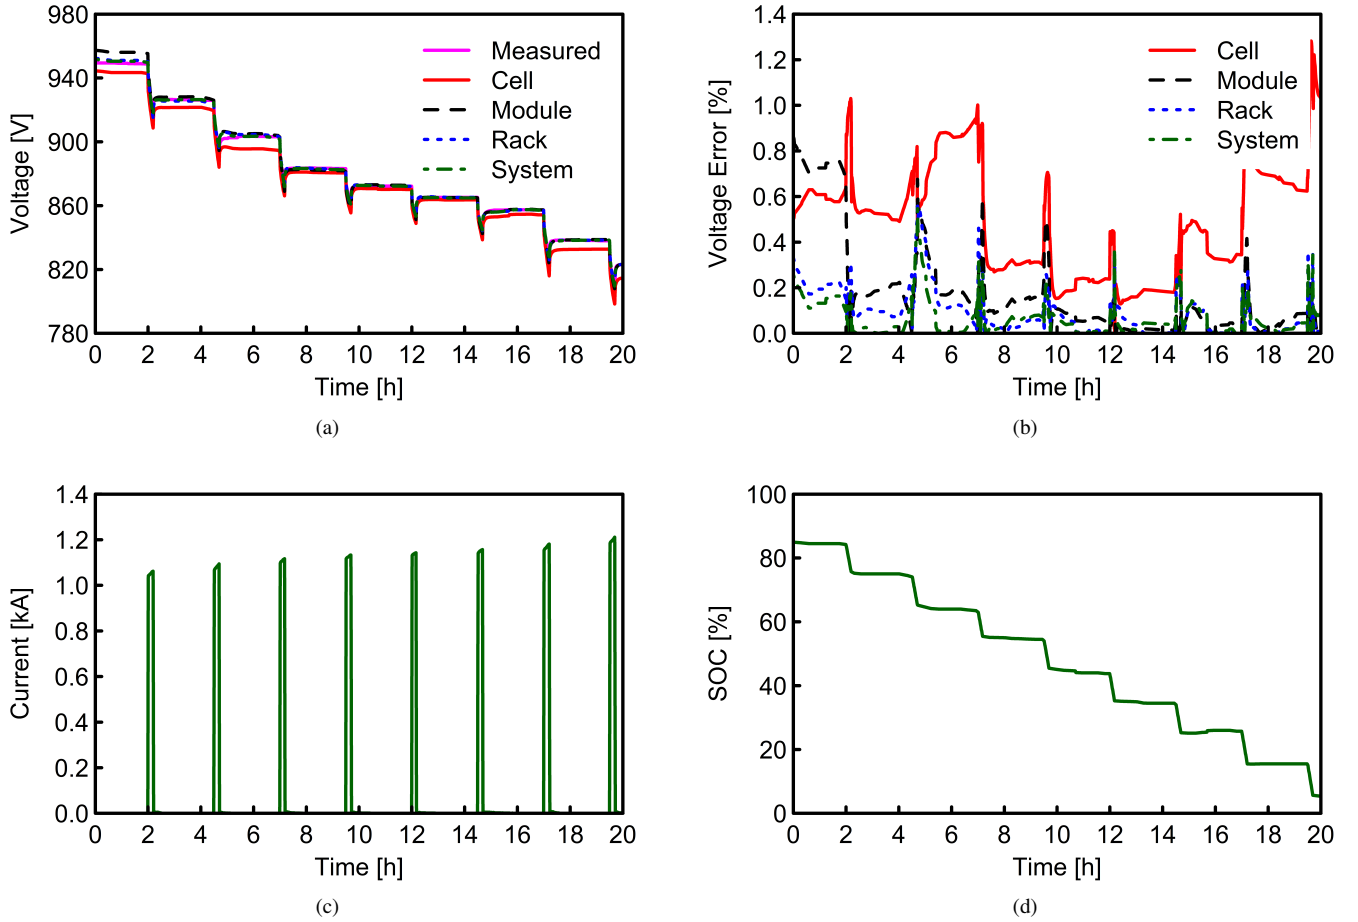 980
940
900
860
820
780
0 2 4 6 8 10 12 14 16 18 20
Voltage [V]
Time [h]
Measured
Cell
Module
Rack
System
(a)
1.4
1.2
1.0
0.8
0.6
0.4
0.2
0.0
0 2 4 6 8 10 12 14 16 18 20
Voltage Error [%]
Time [h]
Cell
Module
Rack
System
(b)
1.4
1.2
1.0
0.8
0.6
0.4
0.2
0.0
0 2 4 6 8 10 12 14 16 18 20
Current [kA]
Time [h]
(c)
100
80
60
40
20
0
0 2 4 6 8 10 12 14 16 18 20
SOC [%]
Time [h]
(d)